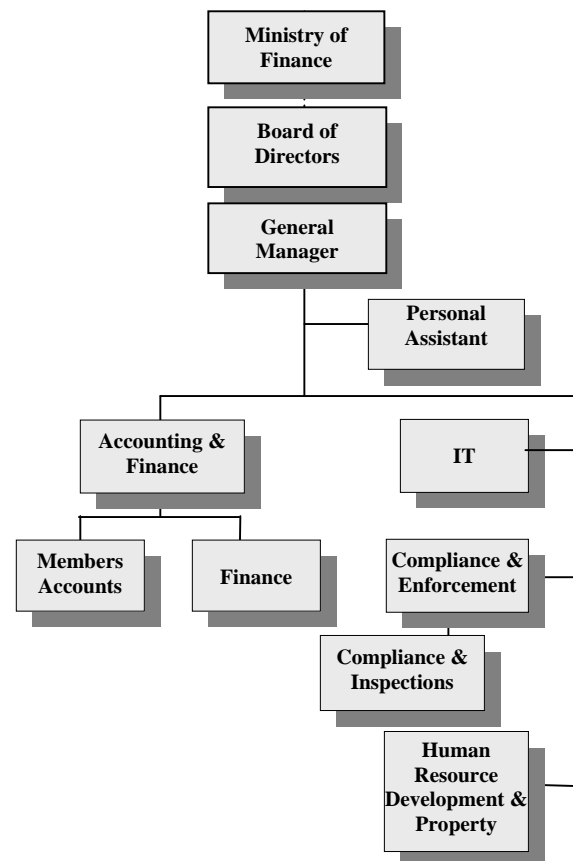 Ministry of
Finance
Board of
Directors
General
Manager
Personal
Assistant
Accounting &
Finance
IT
Members
Accounts
Finance
Compliance &
Enforcement
Compliance &
Inspections
Human
Resource
Development &
Property